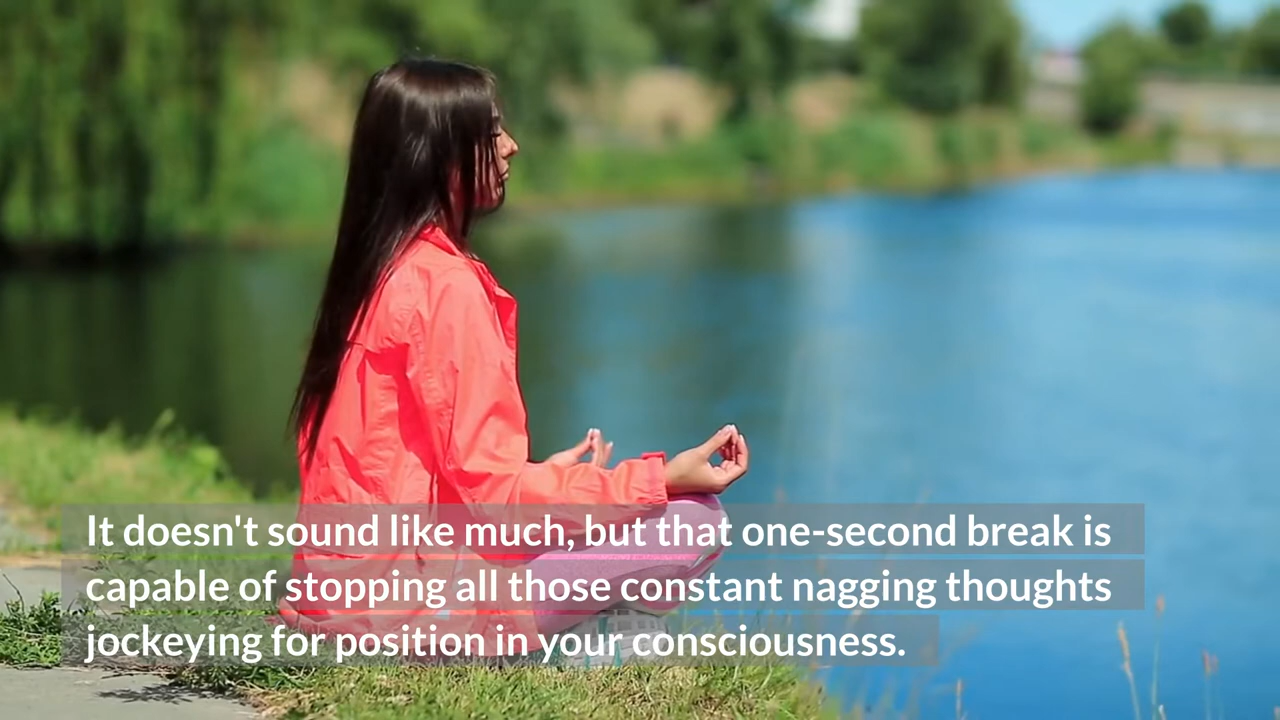 It doesn't sound like much, but that one-second break is
capable of stopping all those constant nagging thoughts
jockeying for position in your consciousness.